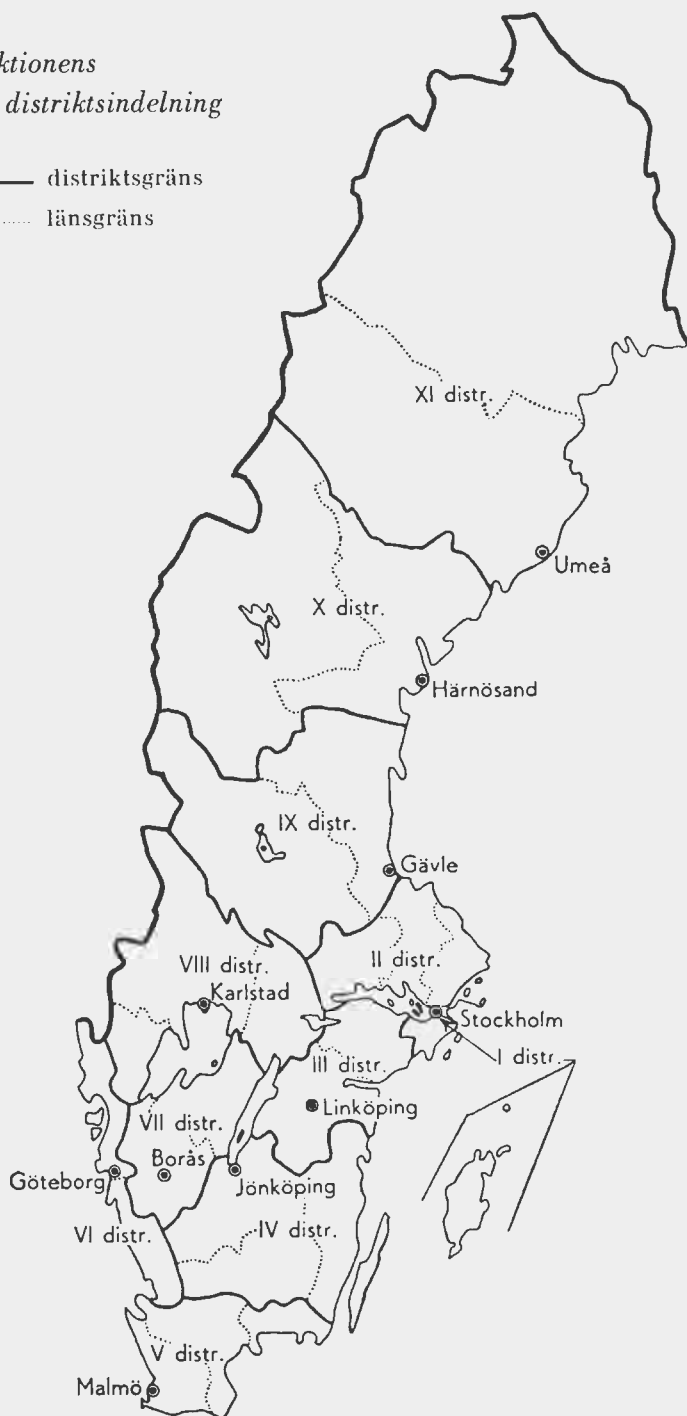 ktionens
distriktsindelning
distriktsgräns
länsgräns
XI distr.
Umeå
X distr.
Härnösand
IX distr.
Gävle
II distr.
VIII distr.
Karlstad
Stockholm
I distr.
III distr.
Linköping
VII distr.
Borås
Göteborg
Jönköping
VI distr.
IV distr.
V distr.
Malmö